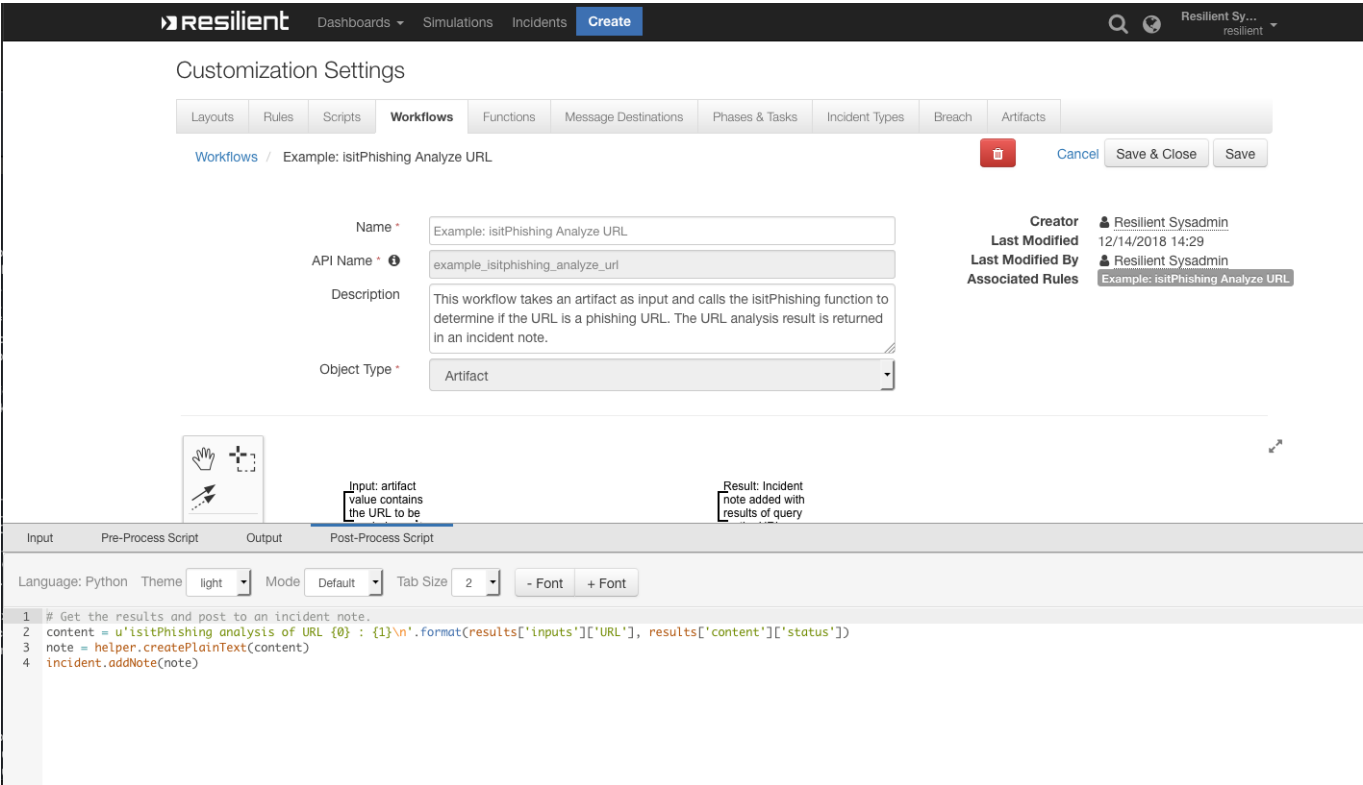 Resilient Dashboards Simulations Incidents Create Resilient Sy...
resilient
Customization Settings
Layouts Rules Scripts Workflows Functions Message Destinations Phases & Tasks Incident Types Breach Artifacts
Workflows / Example: isitPhishing Analyze URL Cancel Save & Close Save
Name * Example: isitPhishing Analyze URL
API Name * example_isitphishing_analyze_url
Description This workflow takes an artifact as input and calls the isitPhishing function to
determine if the URL is a phishing URL. The URL analysis result is returned
in an incident note.
Object Type * Artifact
Creator Resilient Sysadmin
Last Modified 12/14/2018 14:29
Last Modified By Resilient Sysadmin
Associated Rules Example: isitPhishing Analyze URL
Input: artifact
value contains
the URL to be
Result: Incident
note added with
results of query
Input Pre-Process Script Output Post-Process Script
Language: Python Theme light Mode Default Tab Size 2 - Font + Font
1 # Get the results and post to an incident note.
2 content = u'isitPhishing analysis of URL {0} : {1}\n'.format(results['inputs']['URL'], results['content']['status'])
3 note = helper.createPlainText(content)
4 incident.addNote(note)